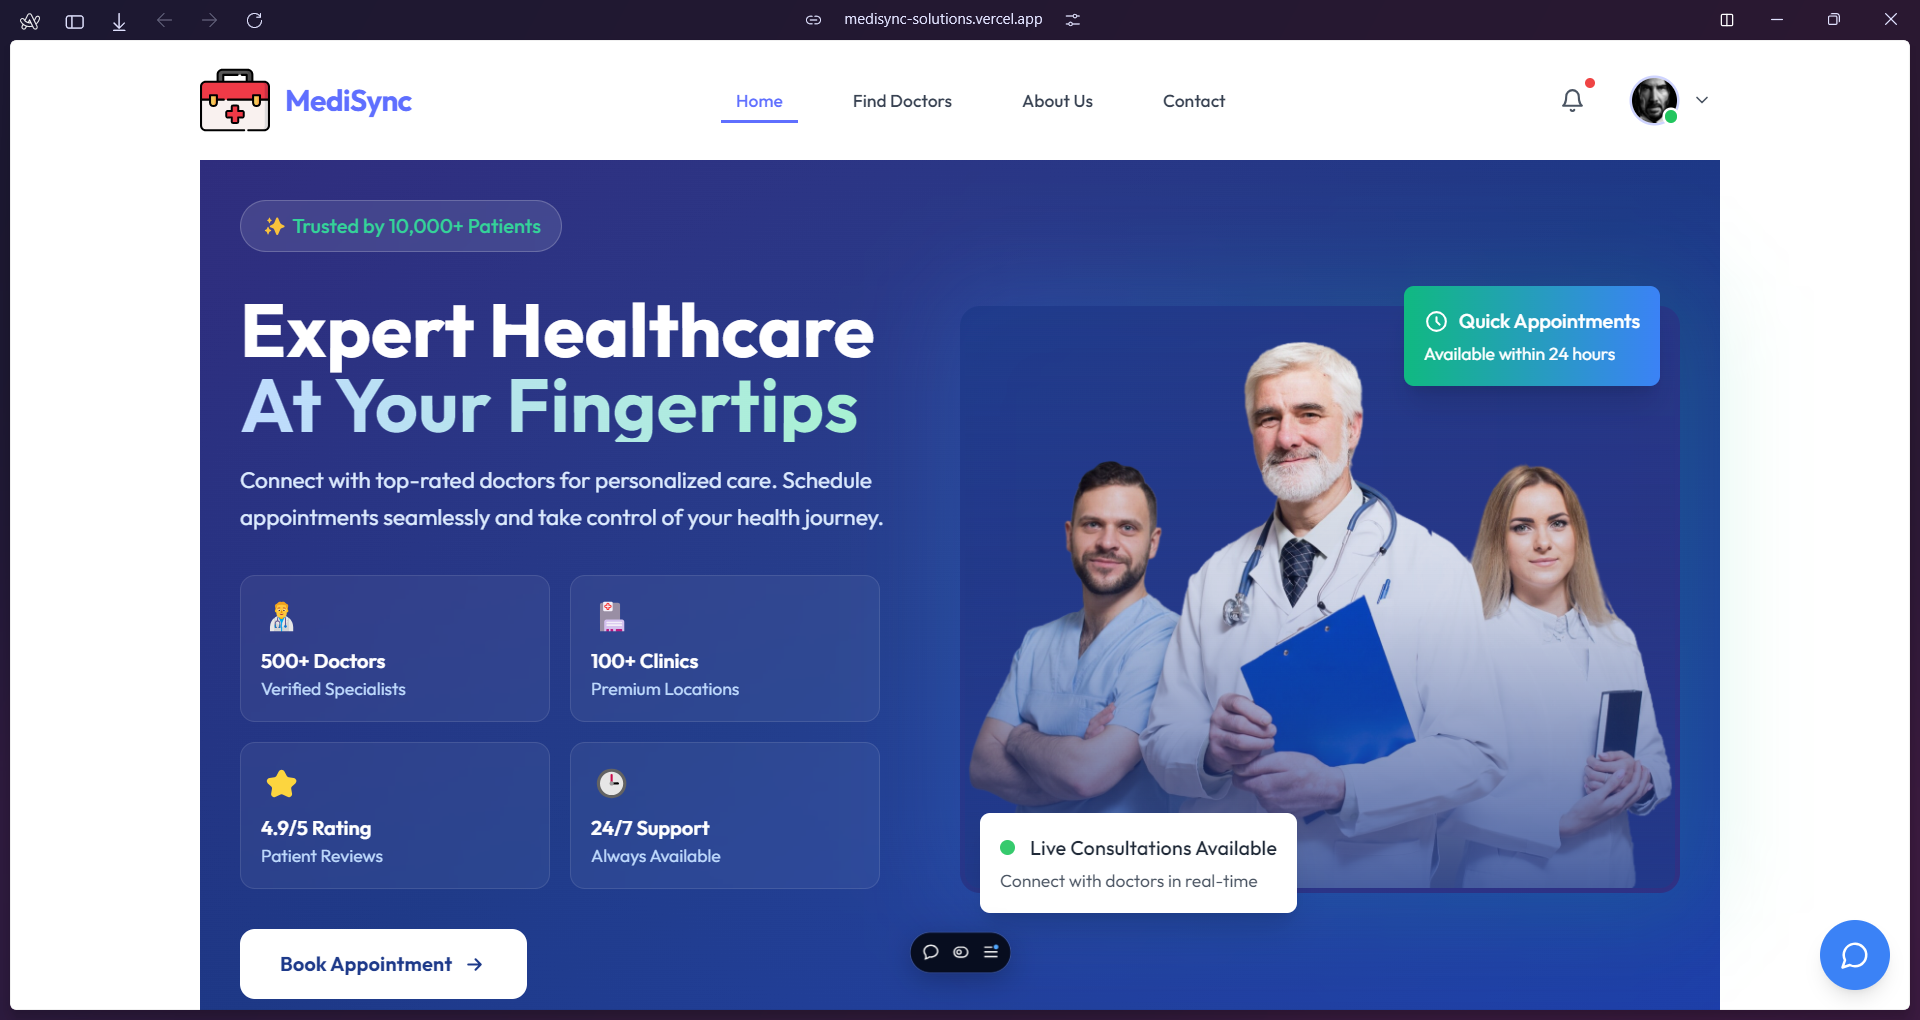 medisync-solutions.vercel.app
MediSync
Home
Find Doctors
About Us
Contact
✨ Trusted by 10,000+ Patients
Expert Healthcare
At Your Fingertips
Connect with top-rated doctors for personalized care. Schedule
appointments seamlessly and take control of your health journey.
500+ Doctors
Verified Specialists
100+ Clinics
Premium Locations
4.9/5 Rating
Patient Reviews
24/7 Support
Always Available
Book Appointment →
Quick Appointments
Available within 24 hours
Live Consultations Available
Connect with doctors in real-time